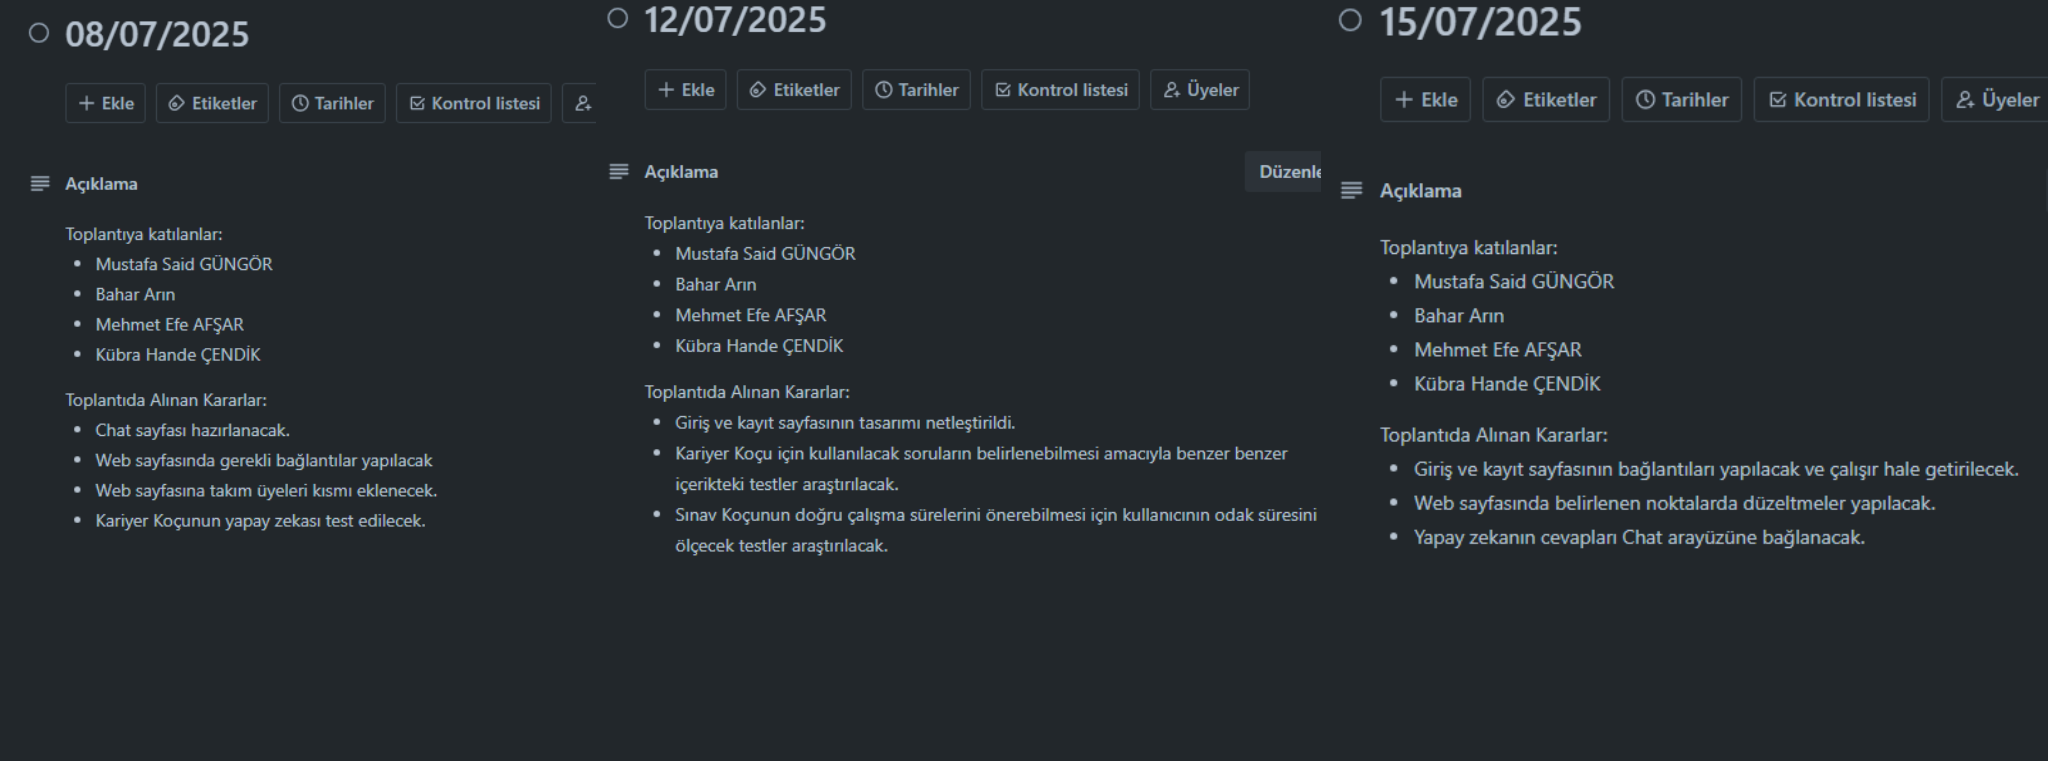 08/07/2025
+ Ekle
Etiketler
Tarihler
Kontrol listesi
Açıklama
Toplantıya katılanlar:
• Mustafa Said GÜNGÖR
• Bahar Arın
• Mehmet Efe AFŞAR
• Kübra Hande ÇENDİK
Toplantıda Alınan Kararlar:
• Chat sayfası hazırlanacak.
• Web sayfasında gerekli bağlantılar yapılacak
• Web sayfasına takım üyeleri kısmı eklenecek.
• Kariyer Koçunun yapay zekası test edilecek.
12/07/2025
+ Ekle
Etiketler
Tarihler
Kontrol listesi
Üyeler
Açıklama
Düzenle
Toplantıya katılanlar:
• Mustafa Said GÜNGÖR
• Bahar Arın
• Mehmet Efe AFŞAR
• Kübra Hande ÇENDİK
Toplantıda Alınan Kararlar:
• Giriş ve kayıt sayfasının tasarımı netleştirildi.
• Kariyer Koçu için kullanılacak soruların belirlenebilmesi amacıyla benzer benzer
içerikteki testler araştırılacak.
• Sınav Koçunun doğru çalışma sürelerini önerebilmesi için kullanıcının odak süresini
ölçecek testler araştırılacak.
15/07/2025
+ Ekle
Etiketler
Tarihler
Kontrol listesi
Üyeler
Açıklama
Toplantıya katılanlar:
• Mustafa Said GÜNGÖR
• Bahar Arın
• Mehmet Efe AFŞAR
• Kübra Hande ÇENDİK
Toplantıda Alınan Kararlar:
• Giriş ve kayıt sayfasının bağlantıları yapılacak ve çalışır hale getirilecek.
• Web sayfasında belirlenen noktalarda düzeltmeler yapılacak.
• Yapay zekanın cevapları Chat arayüzüne bağlanacak.